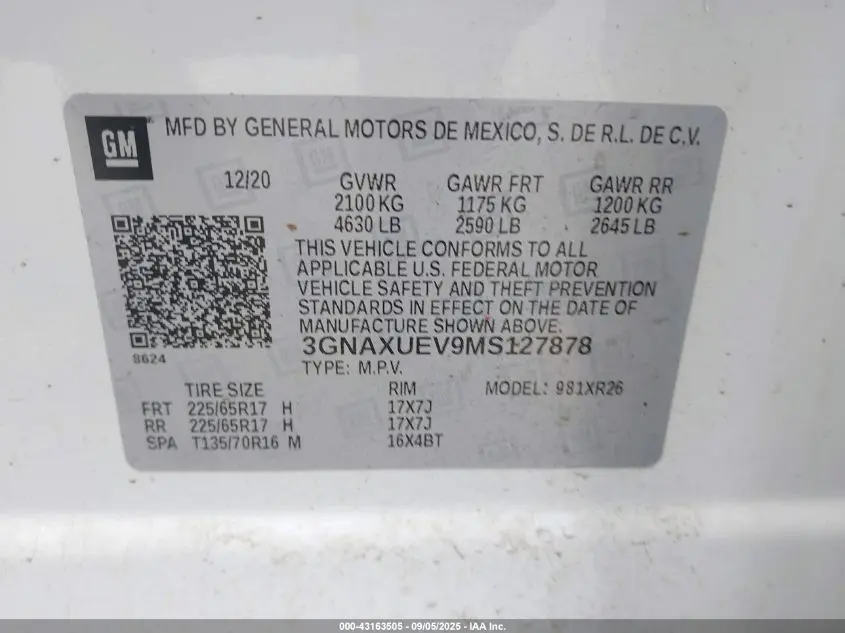 GM
MFD BY GENERAL MOTORS DE MEXICO, S. DE R.L. DE C.V.
12/20 GVWR GAWR FRT GAWR RR
2100 KG 1175 KG 1200 KG
4630 LB 2590 LB 2645 LB
THIS VEHICLE CONFORMS TO ALL
APPLICABLE U.S. FEDERAL MOTOR
VEHICLE SAFETY AND THEFT PREVENTION
STANDARDS IN EFFECT ON THE DATE OF
MANUFACTURE SHOWN ABOVE.
3GNAXUEV9MS127878
8624
TYPE: M.P.V.
TIRE SIZE RIM MODEL: 981XR26
FRT 225/65R17 H 17X7J
RR 225/65R17 H 17X7J
SPA T135/70R16 M 16X4BT
000-43163505 - 09/05/2025 - IAA Inc.